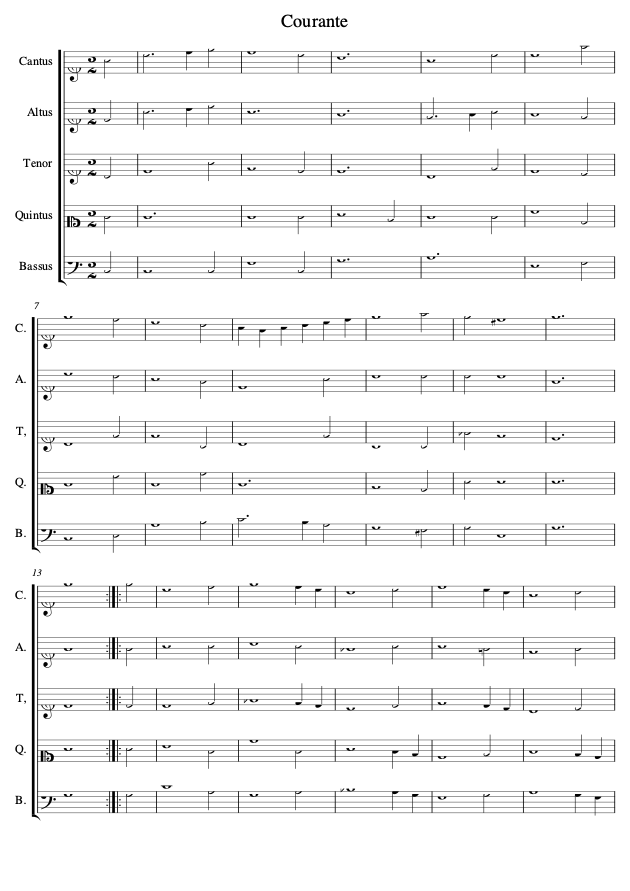 Courante
Cantus
Altus
Tenor
Quintus
Bassus
7
C.
A.
T,
Q.
B.
13
C.
A.
T,
Q.
B.